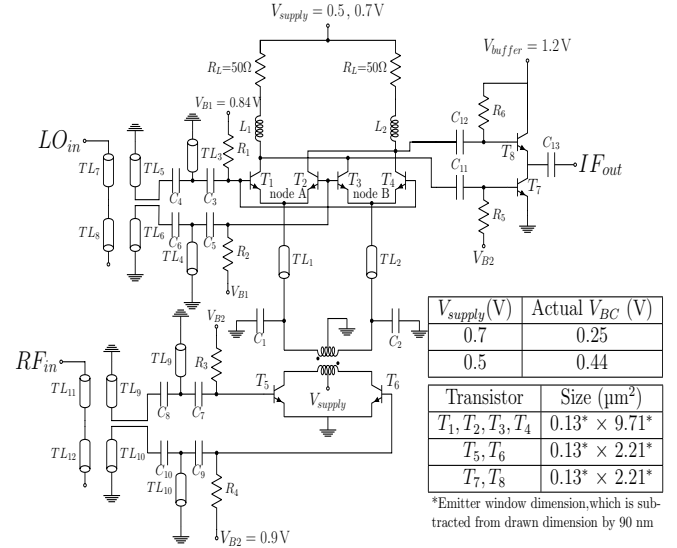 V_supply = 0.5, 0.7V
R_L=50Ω
R_L=50Ω
V_buffer = 1.2V
V_B1 = 0.84V
L_1
L_2
C_12
R_6
T_8
C_13
IF_out
LO_in
TL_7
TL_5
TL_3
R_1
C_4
C_3
T_1
T_2
T_3
T_4
node A
node B
C_11
T_7
TL_8
TL_6
C_6
C_5
TL_4
R_2
V_B1
R_5
V_B2
TL_1
TL_2
C_1
C_2
V_B2
RF_in
TL_9
R_3
TL_11
TL_9
C_8
C_7
T_5
T_6
V_supply
TL_12
TL_10
C_10
C_9
TL_10
R_4
V_B2 = 0.9V
V_supply(V) Actual V_BC (V)
0.7 0.25
0.5 0.44
Transistor Size (µm²)
T_1, T_2, T_3, T_4 0.13* × 9.71*
T_5, T_6 0.13* × 2.21*
T_7, T_8 0.13* × 2.21*
*Emitter window dimension,which is sub-
tracted from drawn dimension by 90 nm